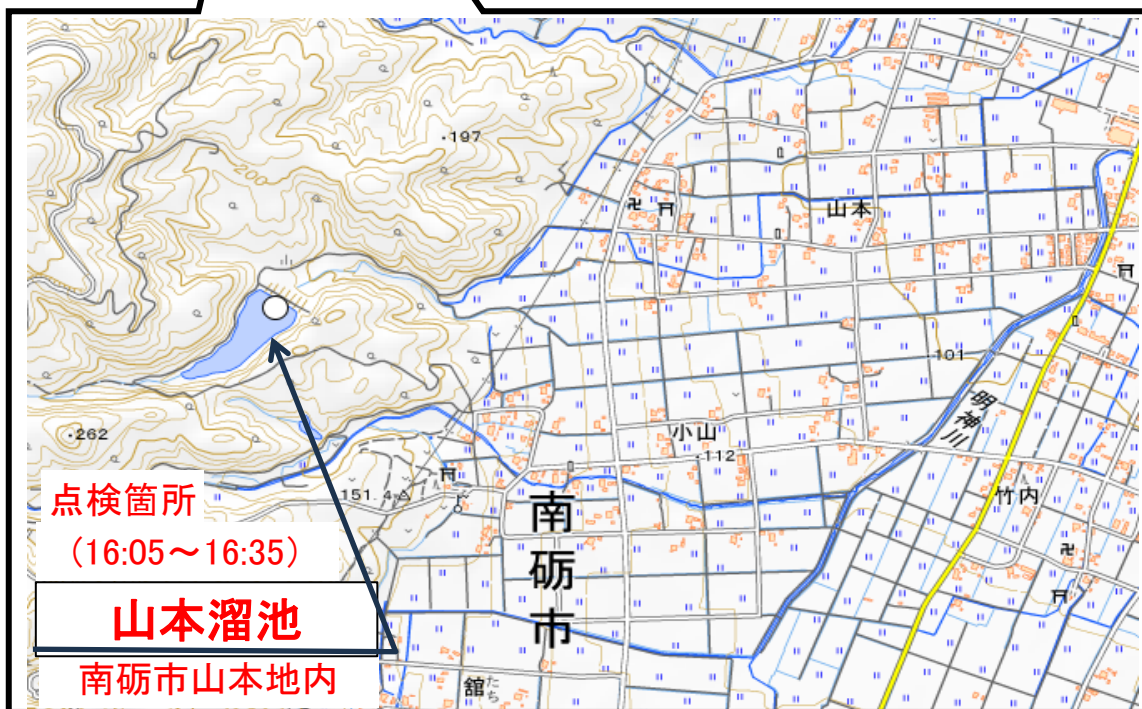 ・197
200
山本
・101
明神川
・262
小山
・112
151.4
竹内
点検箇所
（16:05～16:35）
南砺市
山本溜池
南砺市山本地内
舘
たち